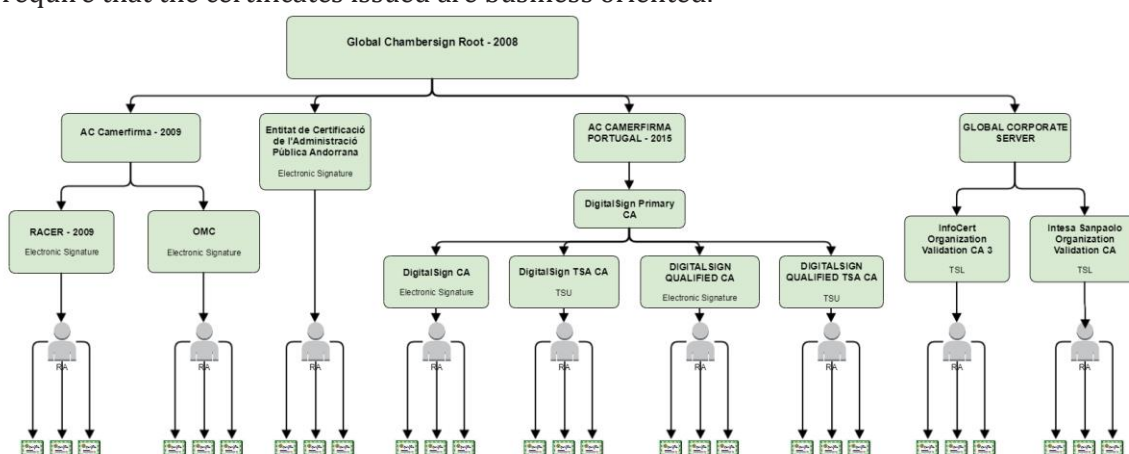 require that the certificates issued are business oriented.
Global Chambersign Root - 2008
AC Camerfirma - 2009
Entitat de Certificació
de l'Administració
Pública Andorrana
Electronic Signature
AC CAMERFIRMA
PORTUGAL - 2015
GLOBAL CORPORATE
SERVER
DigitalSign Primary
CA
RACER - 2009
Electronic Signature
OMC
Electronic Signature
InfoCert
Organization
Validation CA 3
TSL
Intesa Sanpaolo
Organization
Validation CA
TSL
DigitalSign CA
Electronic Signature
DigitalSign TSA CA
TSU
DIGITALSIGN
QUALIFIED CA
Electronic Signature
DIGITALSIGN
QUALIFIED TSA CA
TSU
RA
RA
RA
RA
RA
RA
RA
RA
RA